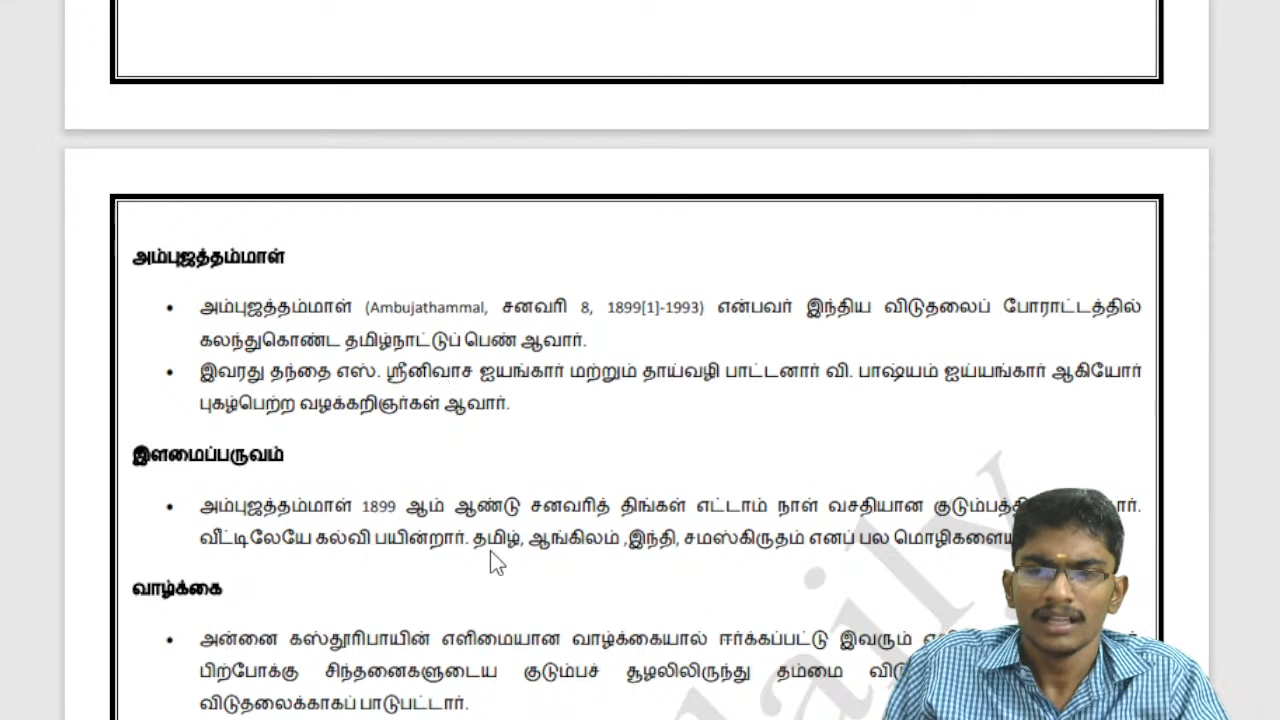 அம்புஜத்தம்மாள்
• அம்புஜத்தம்மாள் (Ambujathammal, சனவரி 8, 1899[1]-1993) என்பவர் இந்திய விடுதலைப் போராட்டத்தில்
கலந்துகொண்ட தமிழ்நாட்டுப் பெண் ஆவார்.
• இவரது தந்தை எஸ். ஸ்ரீனிவாச ஐயங்கார் மற்றும் தாய்வழி பாட்டனார் வி. பாஷ்யம் ஐய்யங்கார் ஆகியோர்
புகழ்பெற்ற வழக்கறிஞர்கள் ஆவார்.
இளமைப்பருவம்
• அம்புஜத்தம்மாள் 1899 ஆம் ஆண்டு சனவரித் திங்கள் எட்டாம் நாள் வசதியான
வீட்டிலேயே கல்வி பயின்றார். தமிழ், ஆங்கிலம் ,இந்தி, சமஸ்கிருதம் எனப் பல
வாழ்க்கை
• அன்னை கஸ்தூரிபாயின் எளிமையான வாழ்க்கையால் ஈர்க்கப்பட்டு இவரும்
பிற்போக்கு சிந்தனைகளுடைய குடும்பச் சூழலிலிருந்து தம்மை
விடுதலைக்காகப் பாடுபட்டார்.
daily